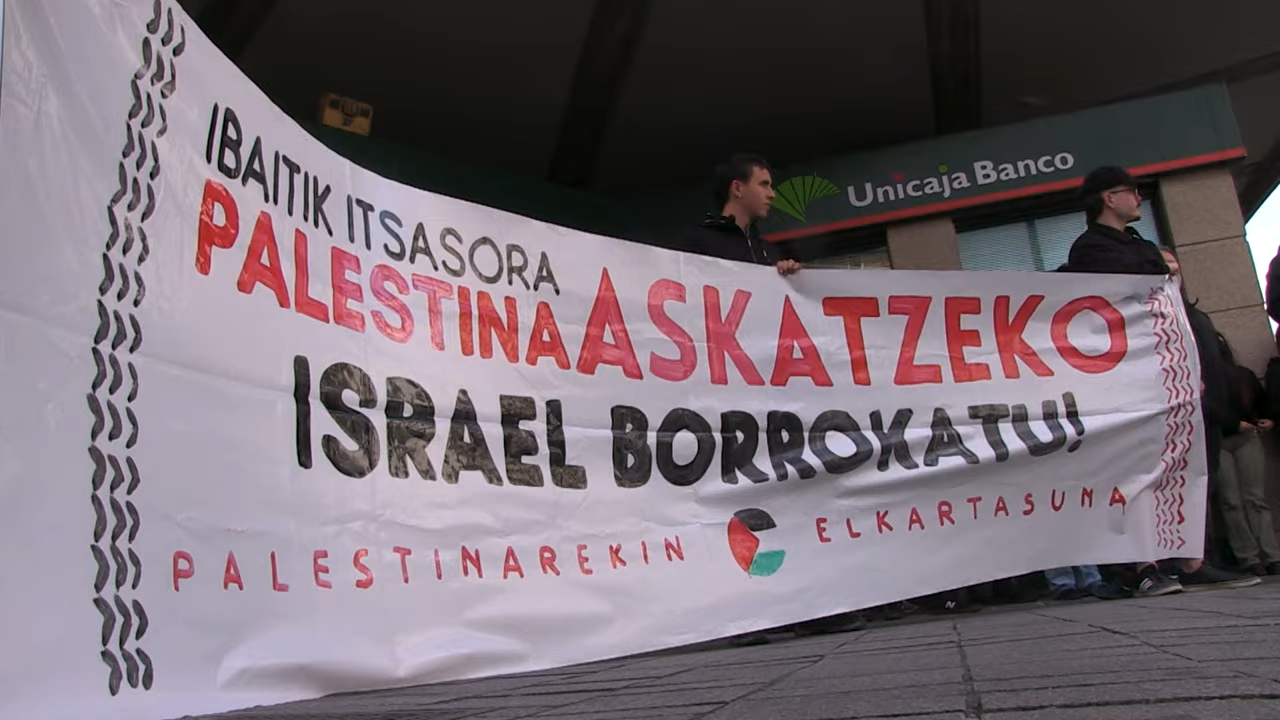 IBAITIK ITSASORA
PALESTINA ASKATZEKO
ISRAEL BORROKATU!
PALESTINAREKIN ELKARTASUNA
Unicaja Banco